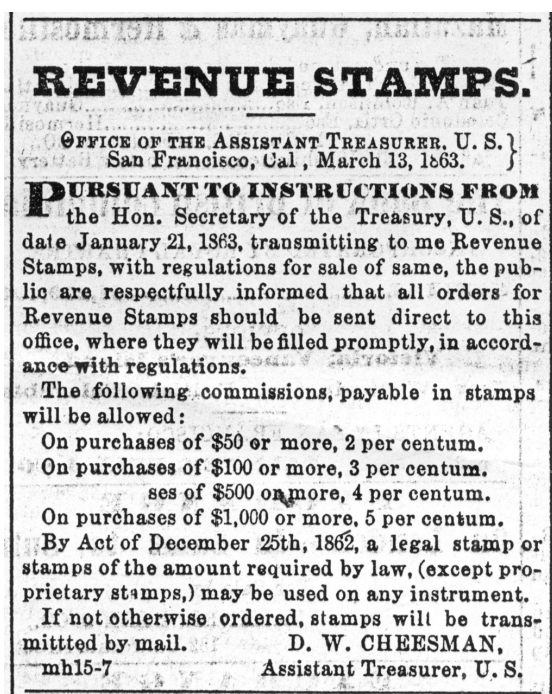 REVENUE STAMPS.
OFFICE OF THE ASSISTANT TREASURER, U. S.
San Francisco, Cal , March 13, 1863.
PURSUANT TO INSTRUCTIONS FROM
the Hon. Secretary of the Treasury, U. S., of
date January 21, 1863, transmitting to me Revenue
Stamps, with regulations for sale of same, the pub-
lic are respectfully informed that all orders for
Revenue Stamps should be sent direct to this
office, where they will be filled promptly, in accord-
ance with regulations.
The following commissions, payable in stamps
will be allowed:
On purchases of $50 or more, 2 per centum.
On purchases of $100 or more, 3 per centum.
ses of $500 or more, 4 per centum.
On purchases of $1,000 or more, 5 per centum.
By Act of December 25th, 1862, a legal stamp or
stamps of the amount required by law, (except pro-
prietary stamps,) may be used on any instrument.
If not otherwise ordered, stamps will be trans-
mittted by mail. D. W. CHEESMAN,
mh15-7 Assistant Treasurer, U. S.